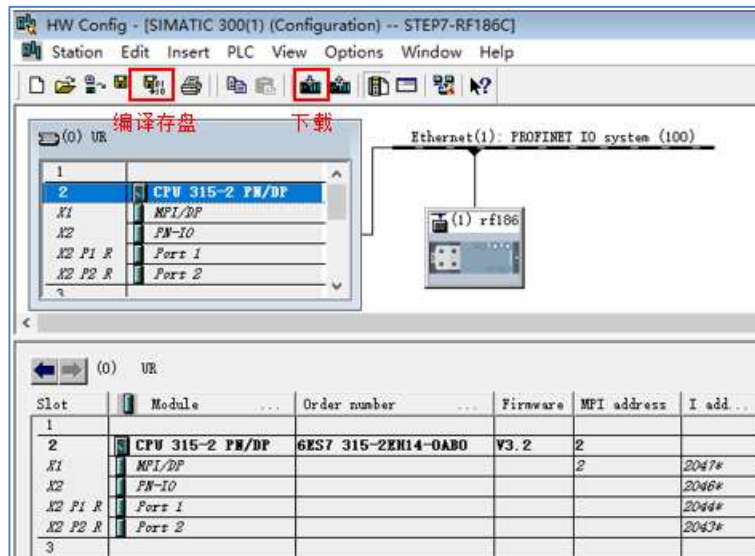 HW Config - [SIMATIC 300(1) (Configuration) -- STEP7-RF186C]
Station Edit Insert PLC View Options Window Help
编译存盘 下载
(0) UR
1
2 CPU 315-2 PN/DP
X1 MPI/DP
X2 PN-IO
X2 P1 R Port 1
X2 P2 R Port 2
3
Ethernet(1): PROFINET IO system (100)
(1) rf186
(0) UR
Slot Module ... Order number ... Firmware MPI address I add...
1
2 CPU 315-2 PN/DP 6ES7 315-2EH14-0AB0 V3.2 2
X1 MPI/DP 2 2047*
X2 PN-IO 2046*
X2 P1 R Port 1 2044*
X2 P2 R Port 2 2043*
3